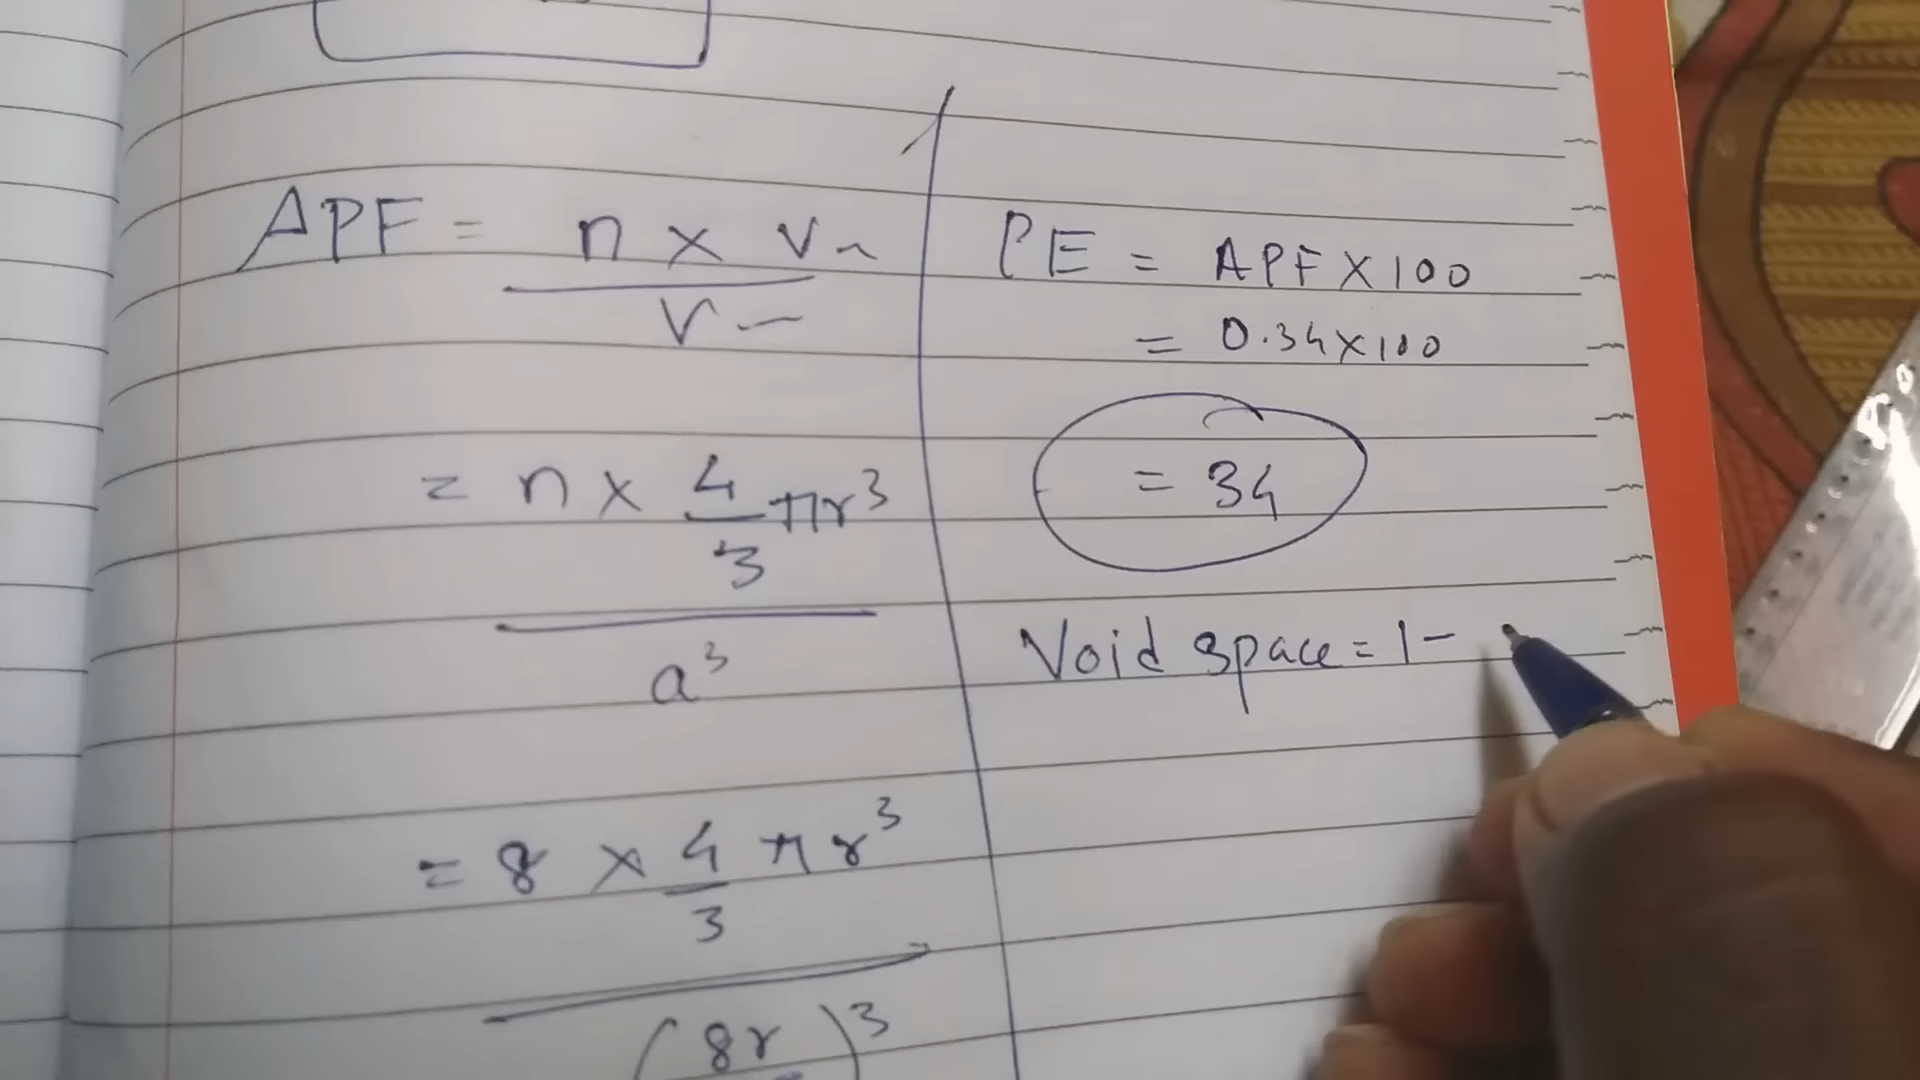 APF = n × V~
V~
= n × 4 πr³
3
a³
= 8 × 4 πr³
3
(8r)³
PE = APF × 100
= 0.34 × 100
= 34
Void space = 1 -